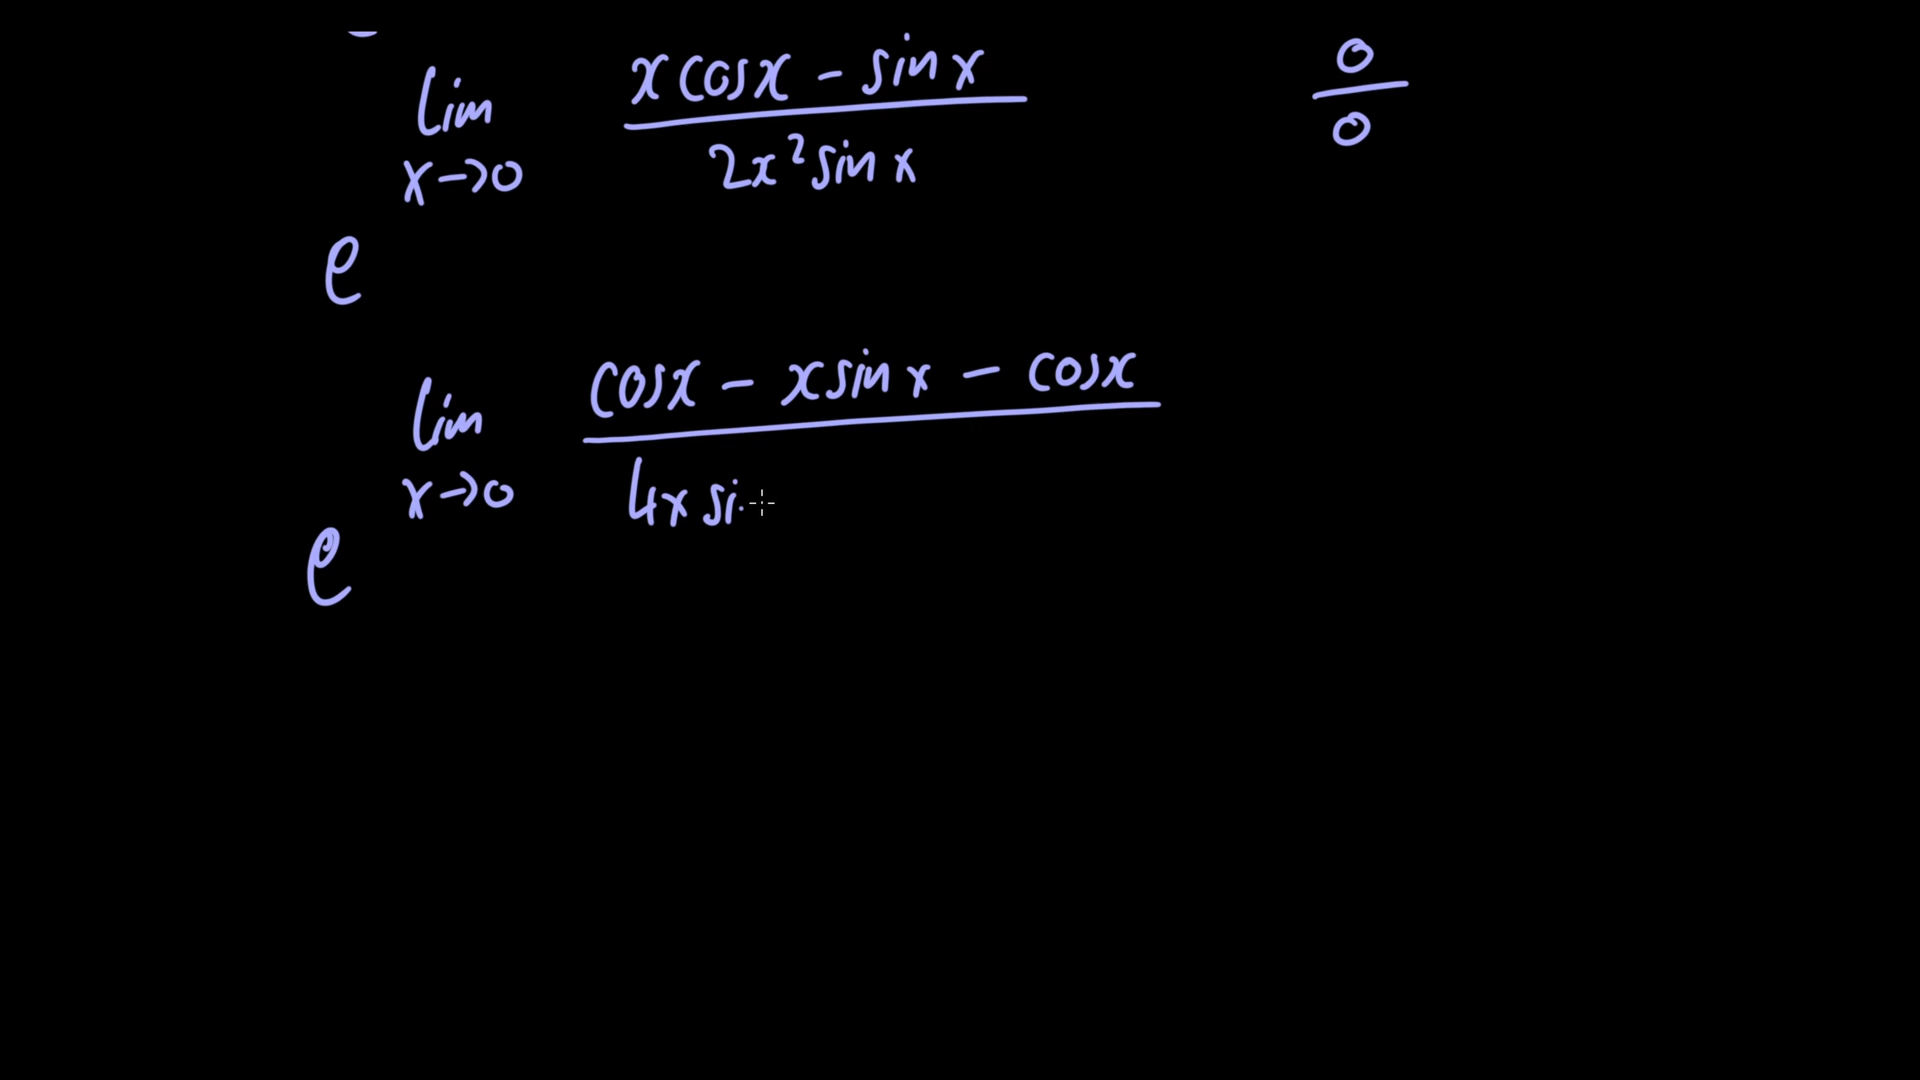 lim x→0 (x cos x - sin x)/(2x² sin x)    0/0
e
lim x→0 (cos x - x sin x - cos x)/(4x si
e